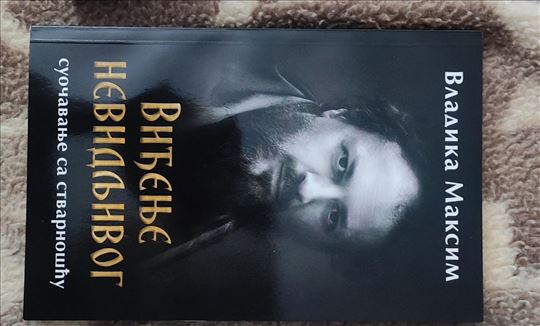 Владика Максим
Виђење
невидљивог
суочавање са стварношћу